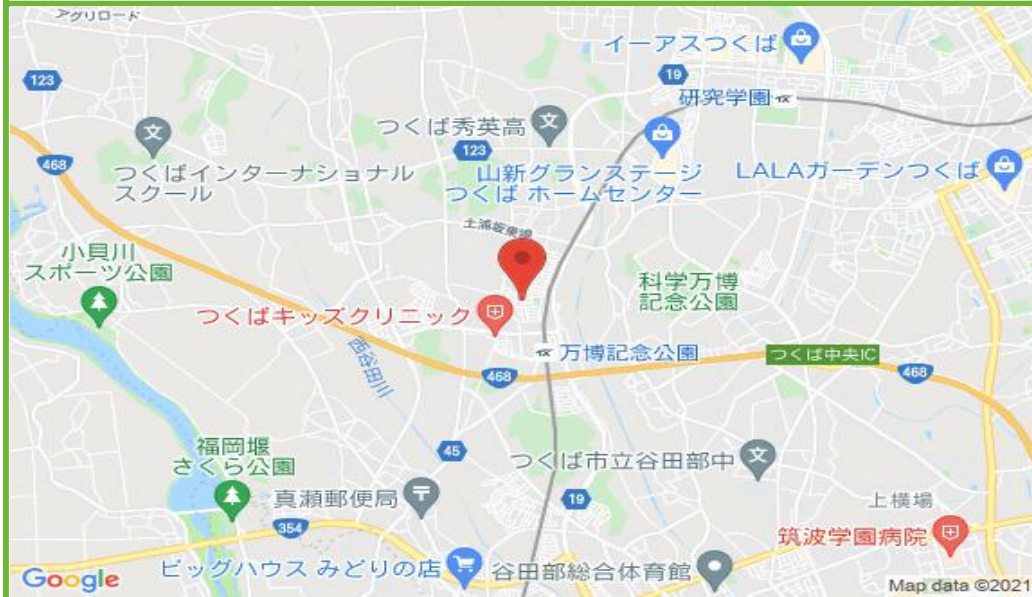 アグリロード
イーアスつくば
123
19
研究学園
つくば秀英高
123
468
つくばインターナショナル
スクール
山新グランステージ
つくば ホームセンター
LALAガーデンつくば
土浦坂東線
小貝川
スポーツ公園
科学万博
記念公園
つくばキッズクリニック
西谷田川
万博記念公園
つくば中央IC
468
468
福岡堰
さくら公園
45
つくば市立谷田部中
真瀬郵便局
19
上横場
354
筑波学園病院
ビッグハウス みどりの店
谷田部総合体育館
Google
Map data ©2021